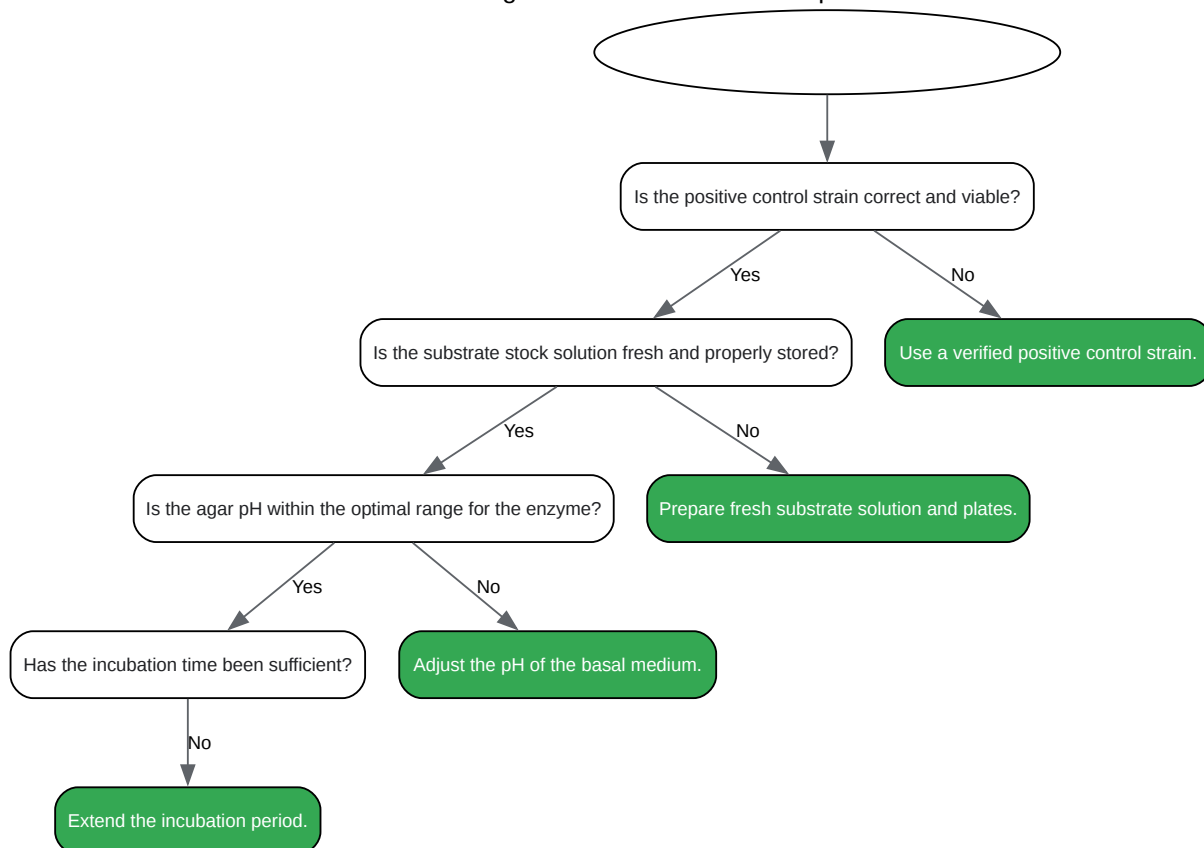 Is the positive control strain correct and viable?
Yes
No
Is the substrate stock solution fresh and properly stored?
Use a verified positive control strain.
Yes
No
Is the agar pH within the optimal range for the enzyme?
Prepare fresh substrate solution and plates.
Yes
No
Has the incubation time been sufficient?
Adjust the pH of the basal medium.
No
Extend the incubation period.